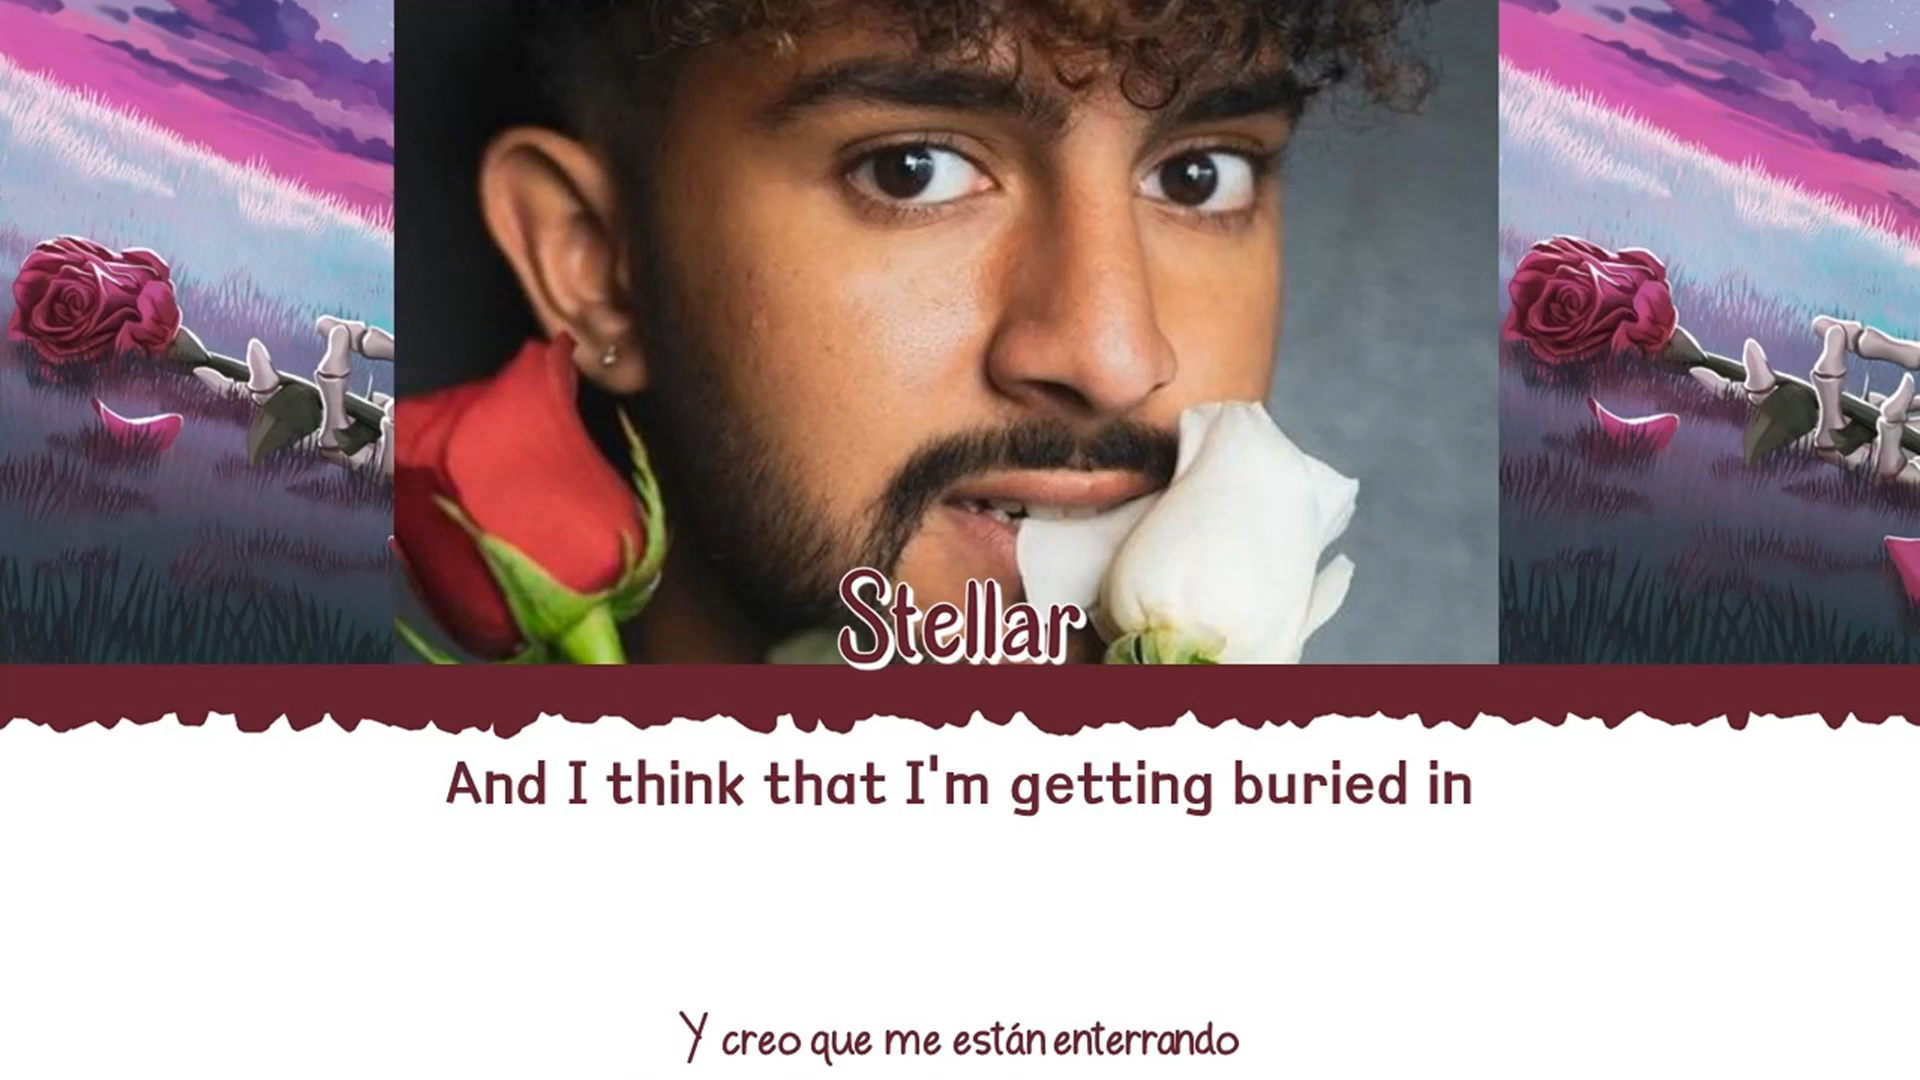 Stellar
And I think that I'm getting buried in
Y creo que me están enterrando